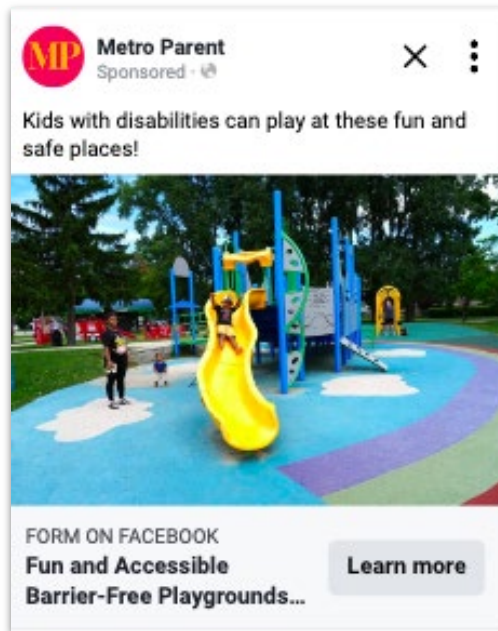 MP
Metro Parent
Sponsored ·
Kids with disabilities can play at these fun and
safe places!
FORM ON FACEBOOK
Fun and Accessible
Barrier-Free Playgrounds...
Learn more